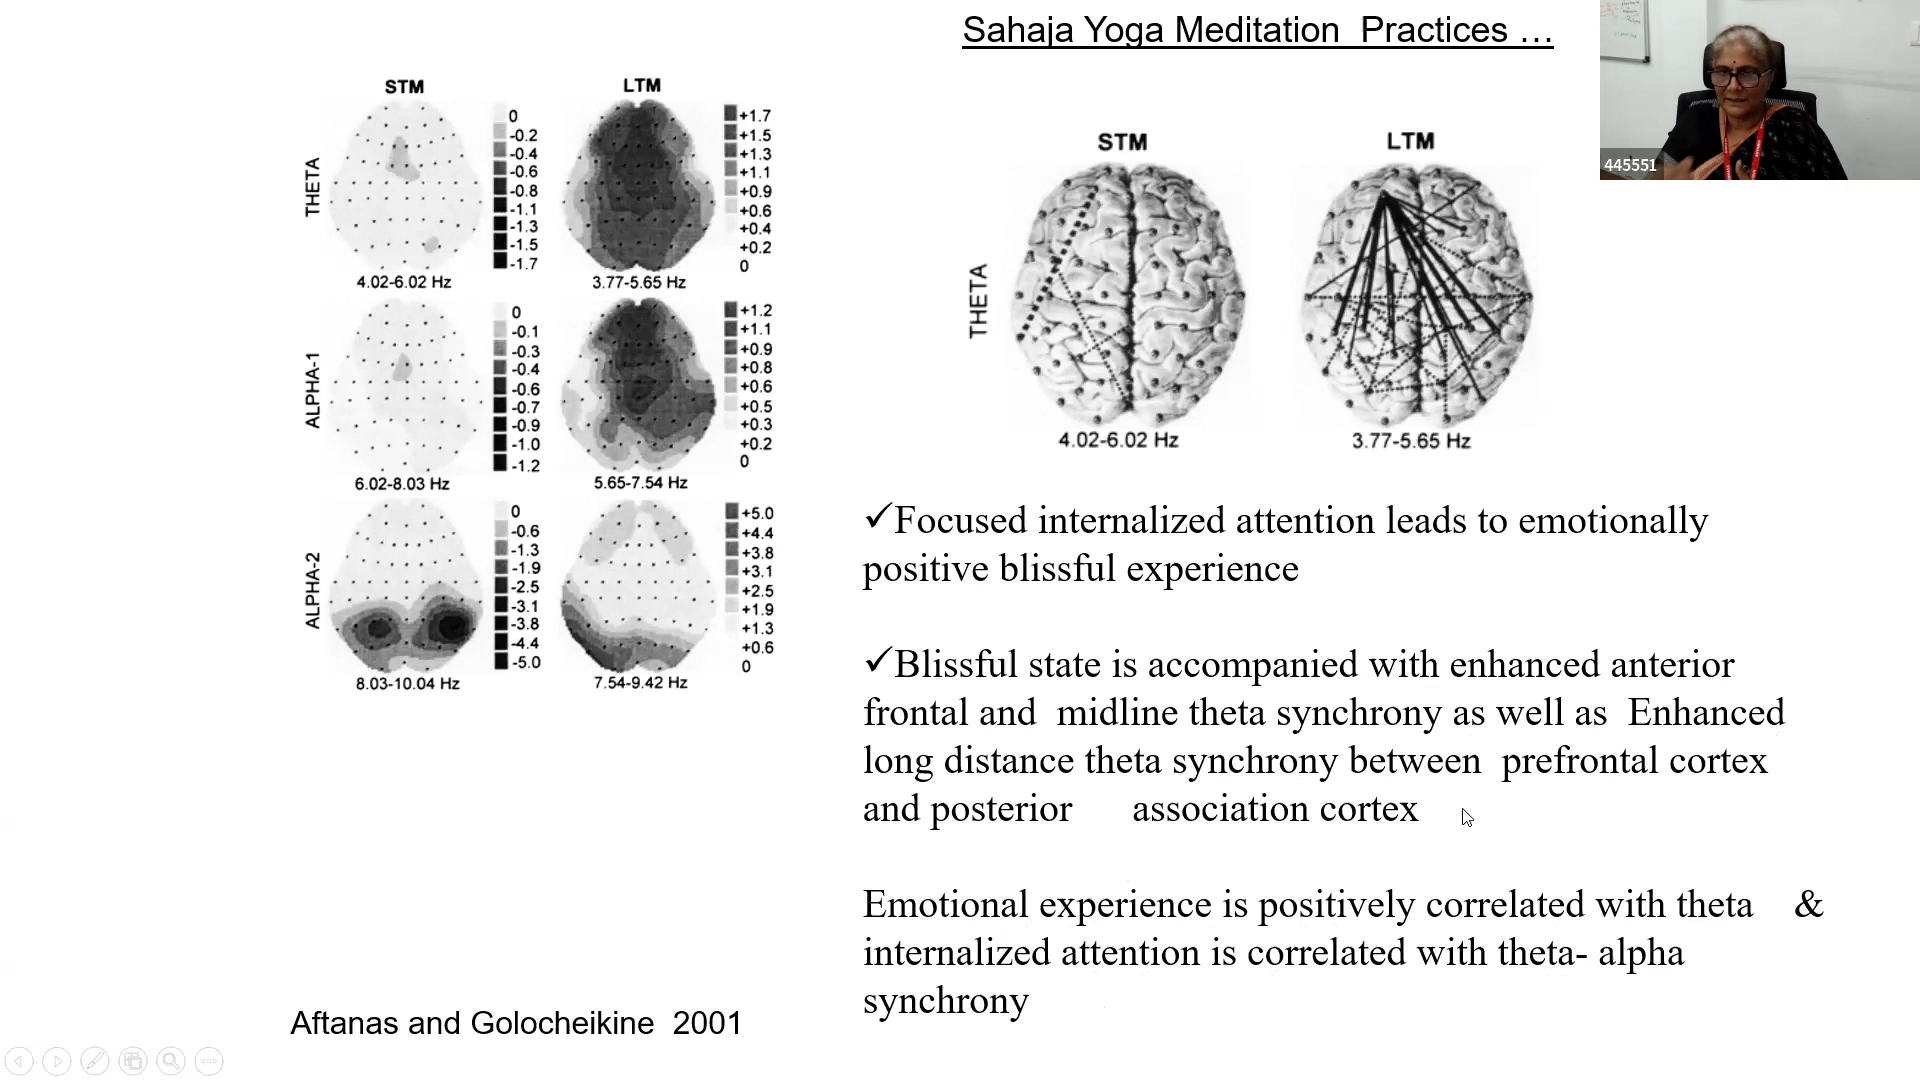 Sahaja Yoga Meditation  Practices …
445551
STM
LTM
THETA
0
-0.2
-0.4
-0.6
-0.8
-1.1
-1.3
-1.5
-1.7
+1.7
+1.5
+1.3
+1.1
+0.9
+0.6
+0.4
+0.2
0
4.02-6.02 Hz
3.77-5.65 Hz
ALPHA-1
0
-0.1
-0.3
-0.4
-0.6
-0.7
-0.9
-1.0
-1.2
+1.2
+1.1
+0.9
+0.8
+0.6
+0.5
+0.3
+0.2
0
6.02-8.03 Hz
5.65-7.54 Hz
ALPHA-2
0
-0.6
-1.3
-1.9
-2.5
-3.1
-3.8
-4.4
-5.0
+5.0
+4.4
+3.8
+3.1
+2.5
+1.9
+1.3
+0.6
0
8.03-10.04 Hz
7.54-9.42 Hz
STM
LTM
THETA
4.02-6.02 Hz
3.77-5.65 Hz
✓Focused internalized attention leads to emotionally
positive blissful experience
✓Blissful state is accompanied with enhanced anterior
frontal and  midline theta synchrony as well as  Enhanced
long distance theta synchrony between  prefrontal cortex
and posterior      association cortex
Emotional experience is positively correlated with theta    &
internalized attention is correlated with theta- alpha
synchrony
Aftanas and Golocheikine  2001